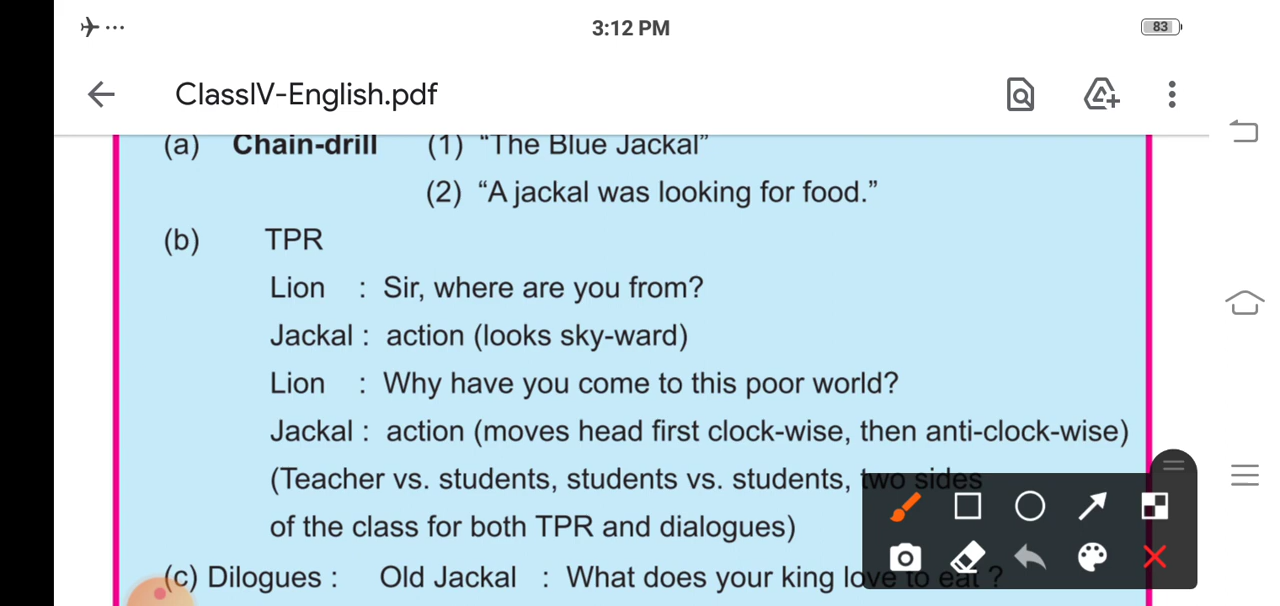 3:12 PM
83
ClassIV-English.pdf
(a) Chain-drill (1) “The Blue Jackal”
(2) “A jackal was looking for food.”
(b) TPR
Lion : Sir, where are you from?
Jackal : action (looks sky-ward)
Lion : Why have you come to this poor world?
Jackal : action (moves head first clock-wise, then anti-clock-wise)
(Teacher vs. students, students vs. students, two sides
of the class for both TPR and dialogues)
(c) Dilogues : Old Jackal : What does your king love to eat ?